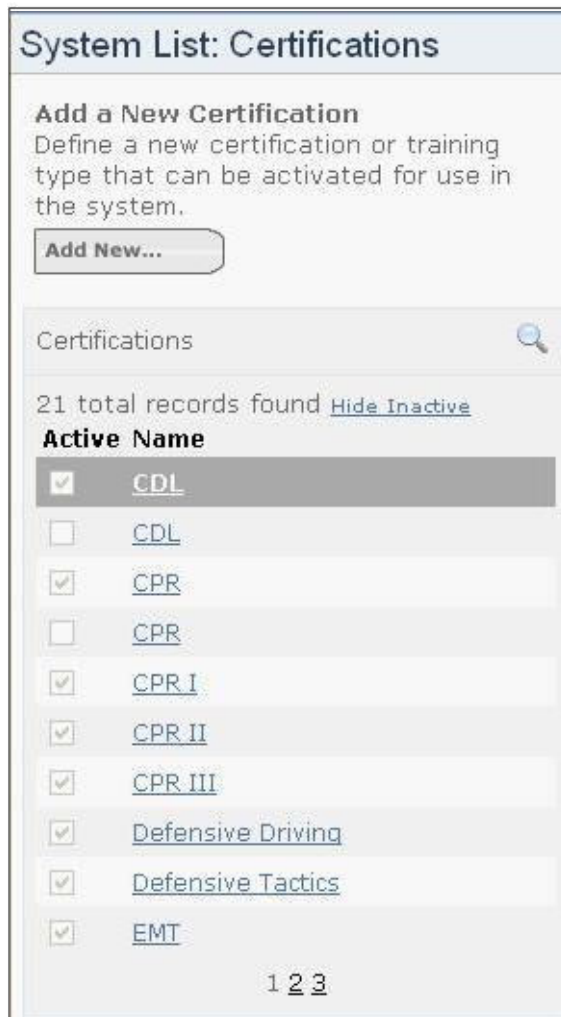 System List: Certifications
Add a New Certification
Define a new certification or training
type that can be activated for use in
the system.
Add New...
Certifications
21 total records found Hide Inactive
Active Name
CDL
CDL
CPR
CPR
CPR I
CPR II
CPR III
Defensive Driving
Defensive Tactics
EMT
1 2 3